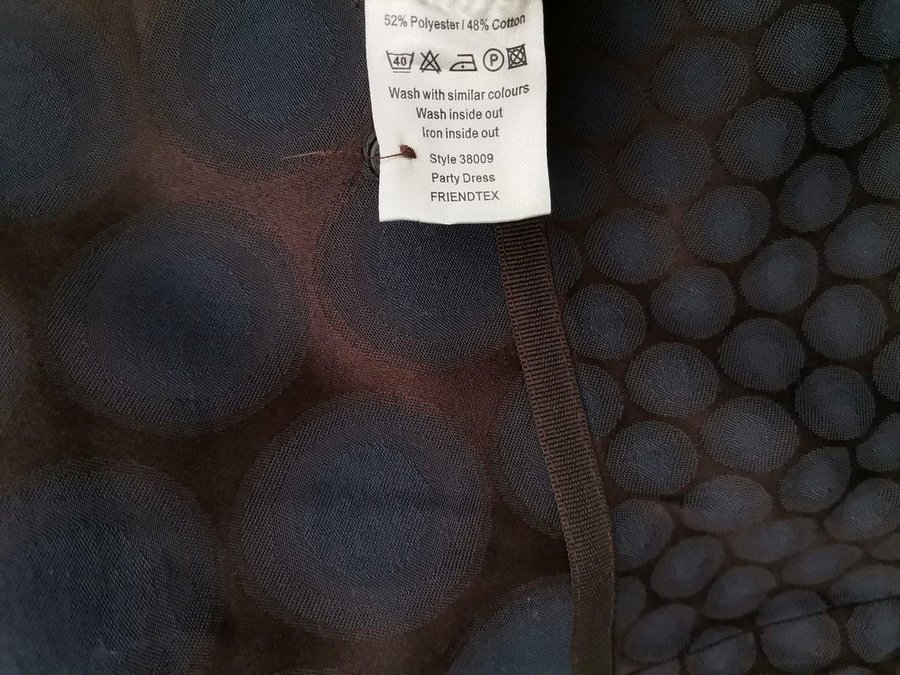 52% Polyester / 48% Cotton
40 P
Wash with similar colours
Wash inside out
Iron inside out
Style 38009
Party Dress
FRIENDTEX